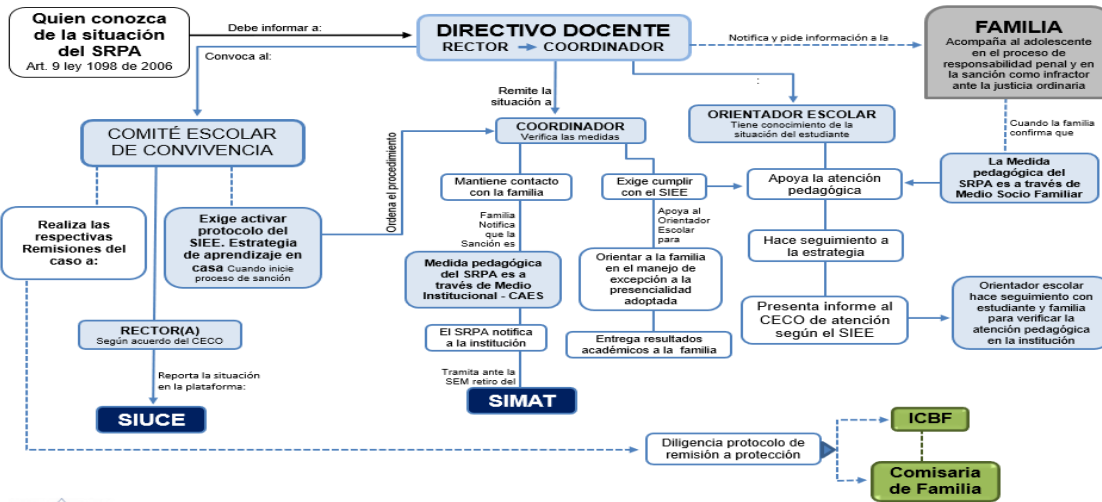 Quien conozca
de la situación
del SRPA
Art. 9 ley 1098 de 2006
Debe informar a:
DIRECTIVO DOCENTE
RECTOR → COORDINADOR
Notifica y pide información a la
FAMILIA
Acompaña al adolescente
en el proceso de
responsabilidad penal y en
la sanción como infractor
ante la justicia ordinaria
Convoca al:
Remite la
situación a
:
COMITÉ ESCOLAR
DE CONVIVENCIA
COORDINADOR
Verifica las medidas
ORIENTADOR ESCOLAR
Tiene conocimiento de la
situación del estudiante
Cuando la familia
confirma que
Ordena el procedimiento
Mantiene contacto
con la familia
Exige cumplir
con el SIEE
Apoya la atención
pedagógica
La Medida
pedagógica del
SRPA es a través de
Medio Socio Familiar
Realiza las
respectivas
Remisiones del
caso a:
Exige activar
protocolo del
SIEE. Estrategia
de aprendizaje en
casa Cuando inicie
proceso de sanción
Familia
Notifica
que la
Sanción es
Apoya al
Orientador
Escolar
para
Medida pedagógica
del SRPA es a
través de Medio
Institucional - CAES
Orientar a la familia
en el manejo de
excepción a la
presencialidad
adoptada
Hace seguimiento a
la estrategia
Presenta informe al
CECO de atención
según el SIEE
Orientador escolar
hace seguimiento con
estudiante y familia
para verificar la
atención pedagógica
en la institución
RECTOR(A)
Según acuerdo del CECO
El SRPA notifica
a la institución
Entrega resultados
académicos a la familia
Reporta la situación
en la plataforma:
Tramita ante la
SEM retiro del
SIUCE
SIMAT
Diligencia protocolo de
remisión a protección
ICBF
Comisaria
de Familia